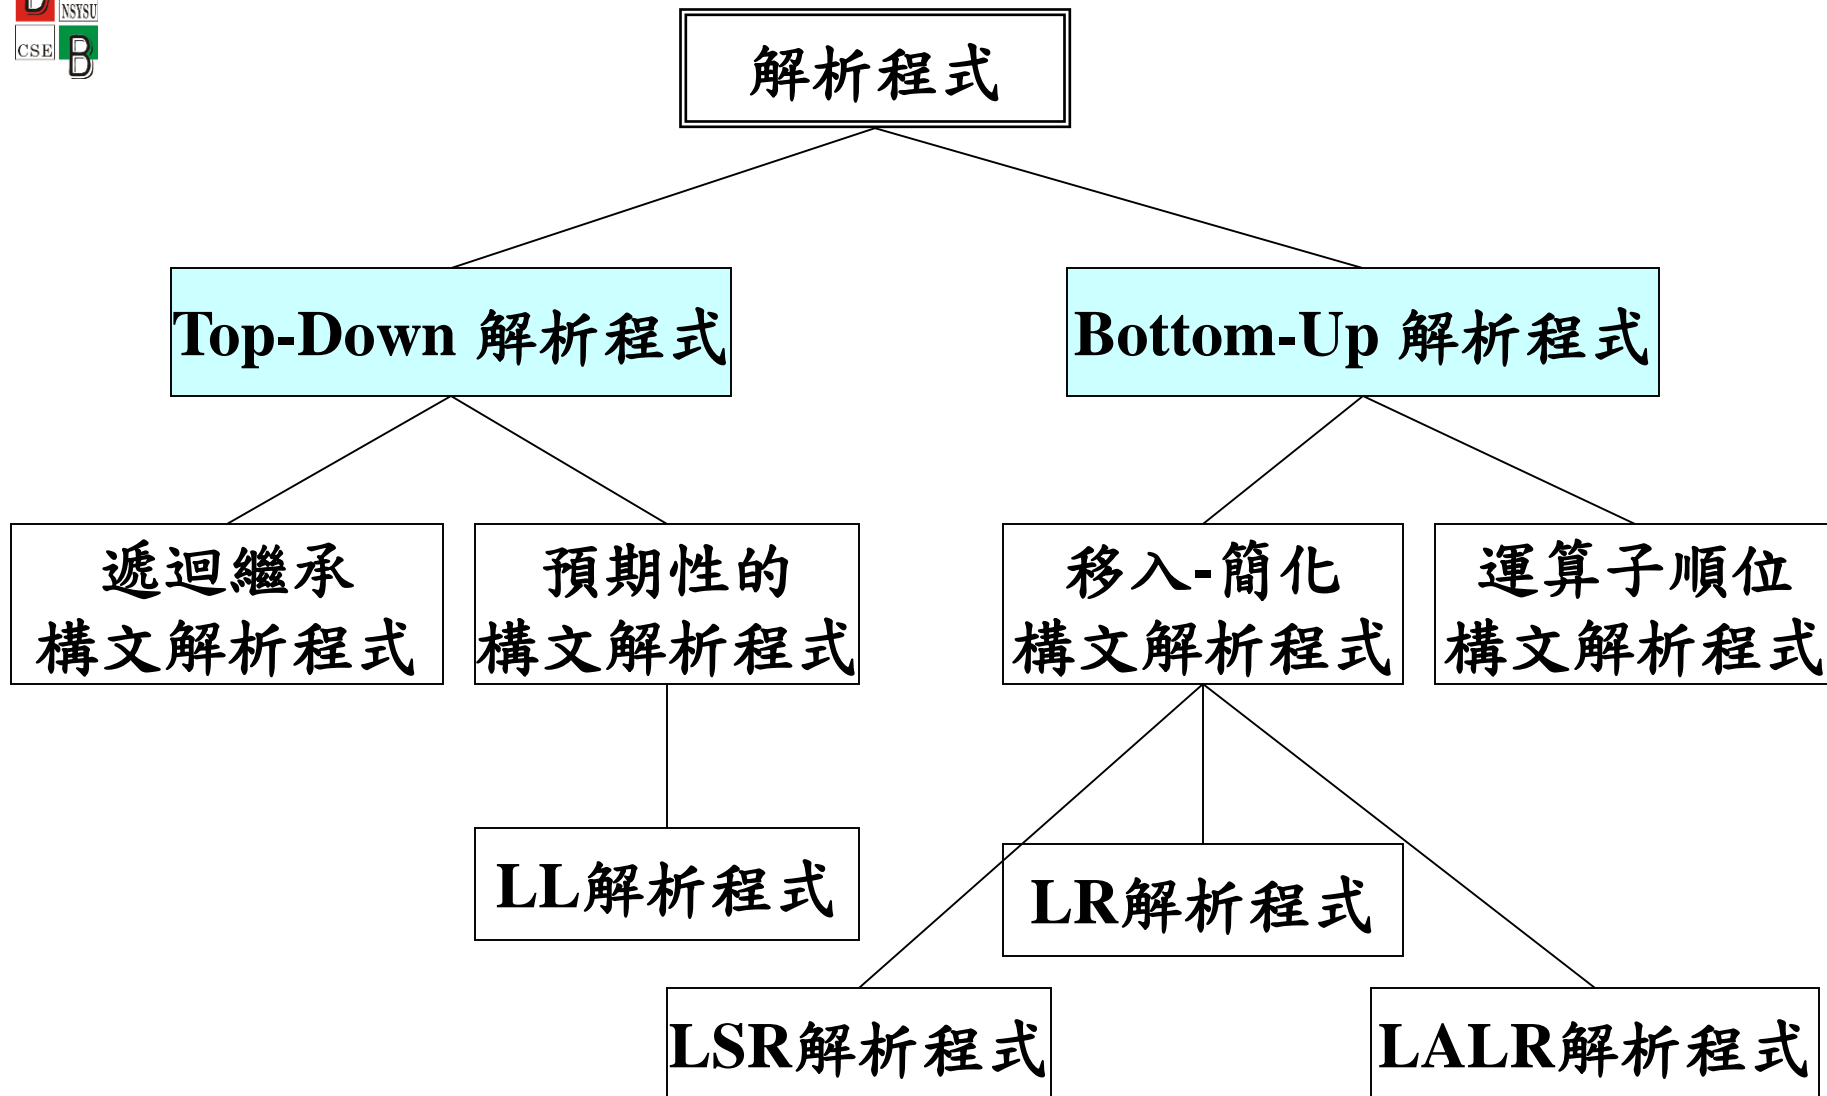 NSYSU
CSE
B
解析程式
Top-Down 解析程式
Bottom-Up 解析程式
遞迴繼承
構文解析程式
預期性的
構文解析程式
移入-簡化
構文解析程式
運算子順位
構文解析程式
LL解析程式
LR解析程式
LSR解析程式
LALR解析程式